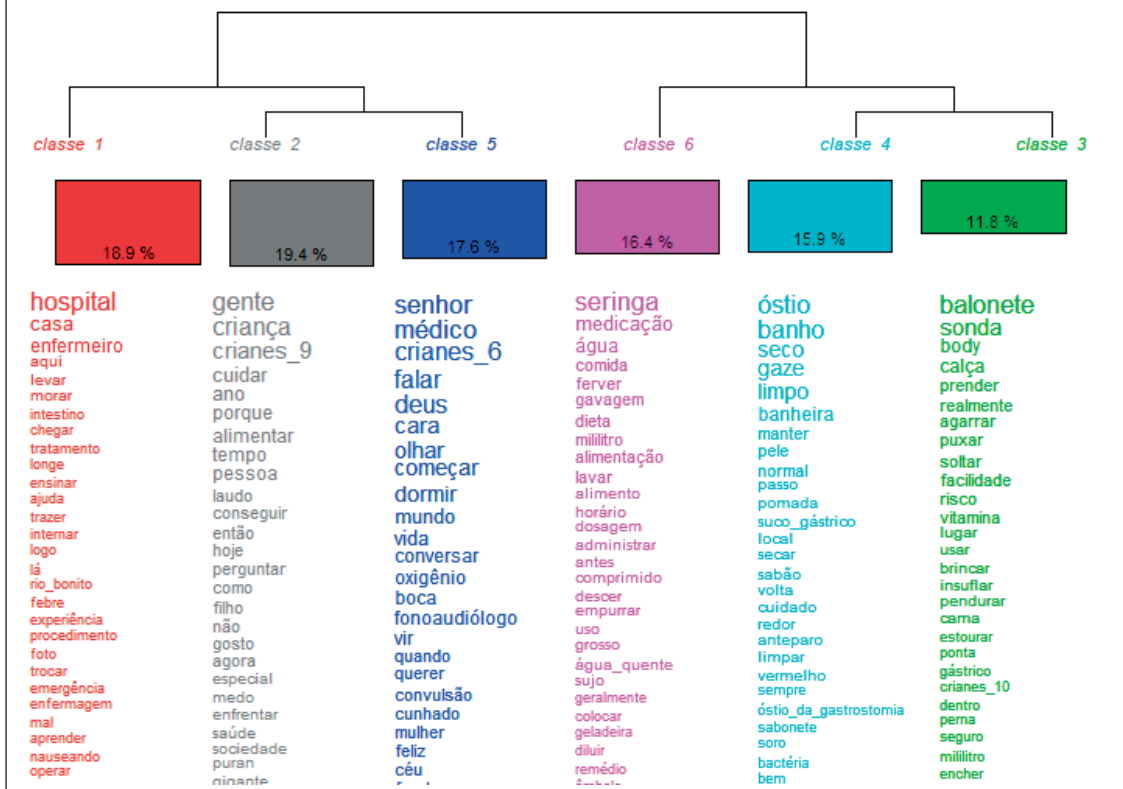 classe 1
classe 2
classe 5
classe 6
classe 4
classe 3
18.9 %
19.4 %
17.6 %
16.4 %
15.9 %
11.8 %
hospital
casa
enfermeiro
aqui
levar
morar
intestino
chegar
tratamento
longe
ensinar
ajuda
trazer
internar
logo
lá
rio_bonito
febre
experiência
procedimento
foto
trocar
emergência
enfermagem
mal
aprender
nauseando
operar
gente
criança
crianes_9
cuidar
ano
porque
alimentar
tempo
pessoa
laudo
conseguir
então
hoje
perguntar
como
filho
não
gosto
agora
especial
medo
enfrentar
saúde
sociedade
puran
gigante
senhor
médico
crianes_6
falar
deus
cara
olhar
começar
dormir
mundo
vida
conversar
oxigênio
boca
fonoaudiólogo
vir
quando
querer
convulsão
cunhado
mulher
feliz
céu
seringa
medicação
água
comida
ferver
gavagem
dieta
mililitro
alimentação
lavar
alimento
horário
dosagem
administrar
antes
comprimido
descer
empurrar
uso
grosso
água_quente
sujo
geralmente
colocar
geladeira
diluir
remédio
óstio
banho
seco
gaze
limpo
banheira
manter
pele
normal
passo
pomada
suco_gástrico
local
secar
sabão
volta
cuidado
redor
anteparo
limpar
vermelho
sempre
óstio_da_gastrostomia
sabonete
soro
bactéria
bem
balonete
sonda
body
calça
prender
realmente
agarrar
puxar
soltar
facilidade
risco
vitamina
lugar
usar
brincar
insuflar
pendurar
cama
estourar
ponta
gástrico
crianes_10
dentro
perna
seguro
mililitro
encher